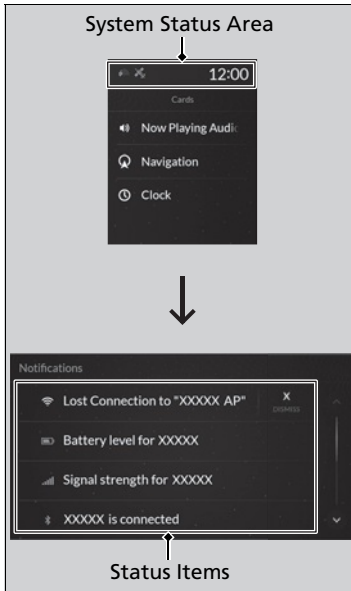 System Status Area
12:00
Cards
Now Playing Audi
Navigation
Clock
Notifications
Lost Connection to "XXXXX AP"
X
DISMISS
Battery level for XXXXX
Signal strength for XXXXX
XXXXX is connected
Status Items